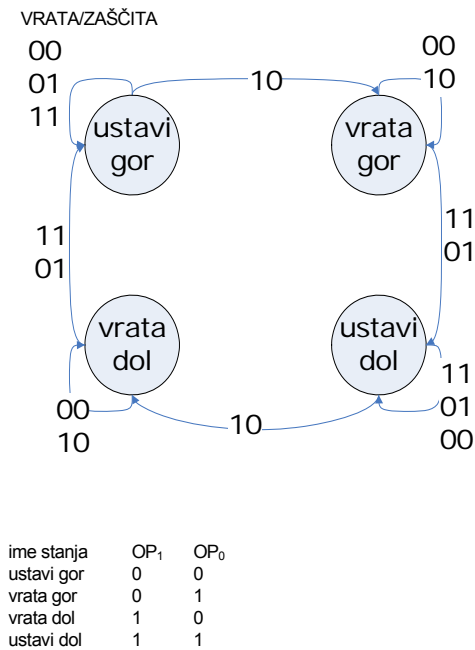 VRATA/ZAŠČITA
00
01
11
10
00
10
ustavi
gor
vrata
gor
11
01
11
01
vrata
dol
ustavi
dol
00
10
10
11
01
00
ime stanja OP₁ OP₀
ustavi gor 0 0
vrata gor 0 1
vrata dol 1 0
ustavi dol 1 1